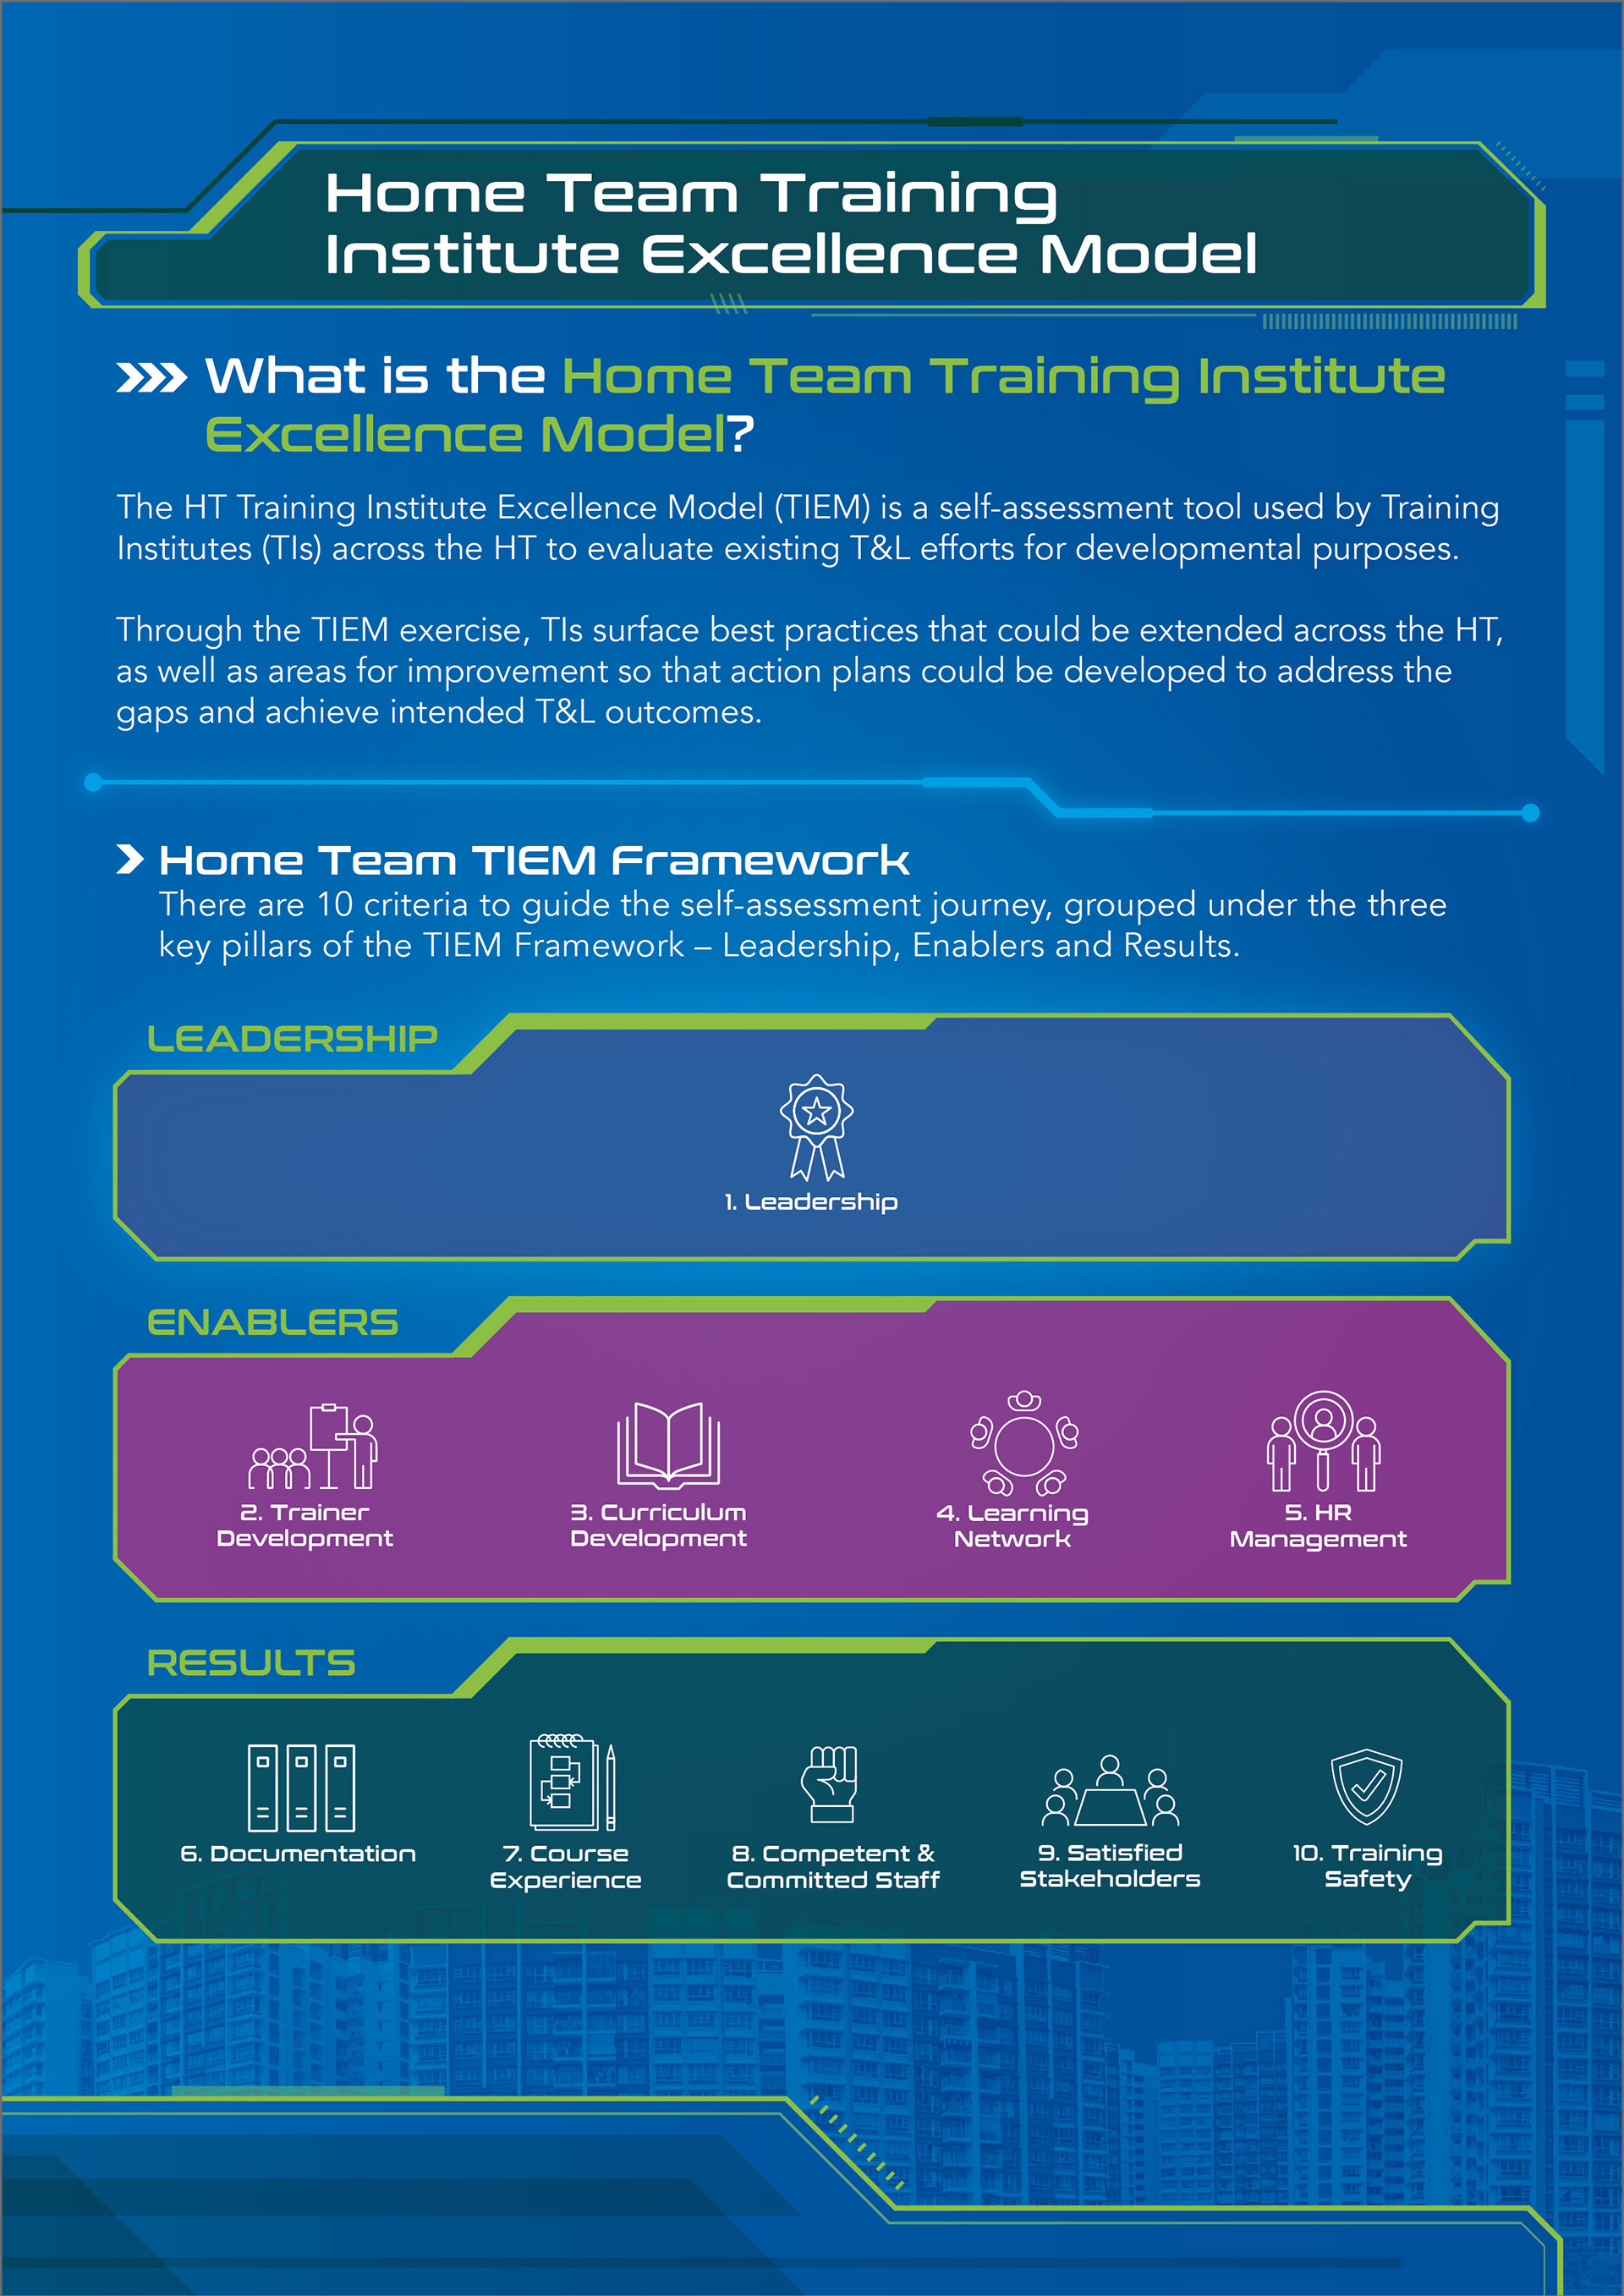 Home Team Training
Institute Excellence Model
What is the Home Team Training Institute
Excellence Model?
The HT Training Institute Excellence Model (TIEM) is a self-assessment tool used by Training
Institutes (TIs) across the HT to evaluate existing T&L efforts for developmental purposes.
Through the TIEM exercise, TIs surface best practices that could be extended across the HT,
as well as areas for improvement so that action plans could be developed to address the
gaps and achieve intended T&L outcomes.
Home Team TIEM Framework
There are 10 criteria to guide the self-assessment journey, grouped under the three
key pillars of the TIEM Framework – Leadership, Enablers and Results.
LEADERSHIP
1. Leadership
ENABLERS
2. Trainer
Development
3. Curriculum
Development
4. Learning
Network
5. HR
Management
RESULTS
6. Documentation
7. Course
Experience
8. Competent &
Committed Staff
9. Satisfied
Stakeholders
10. Training
Safety